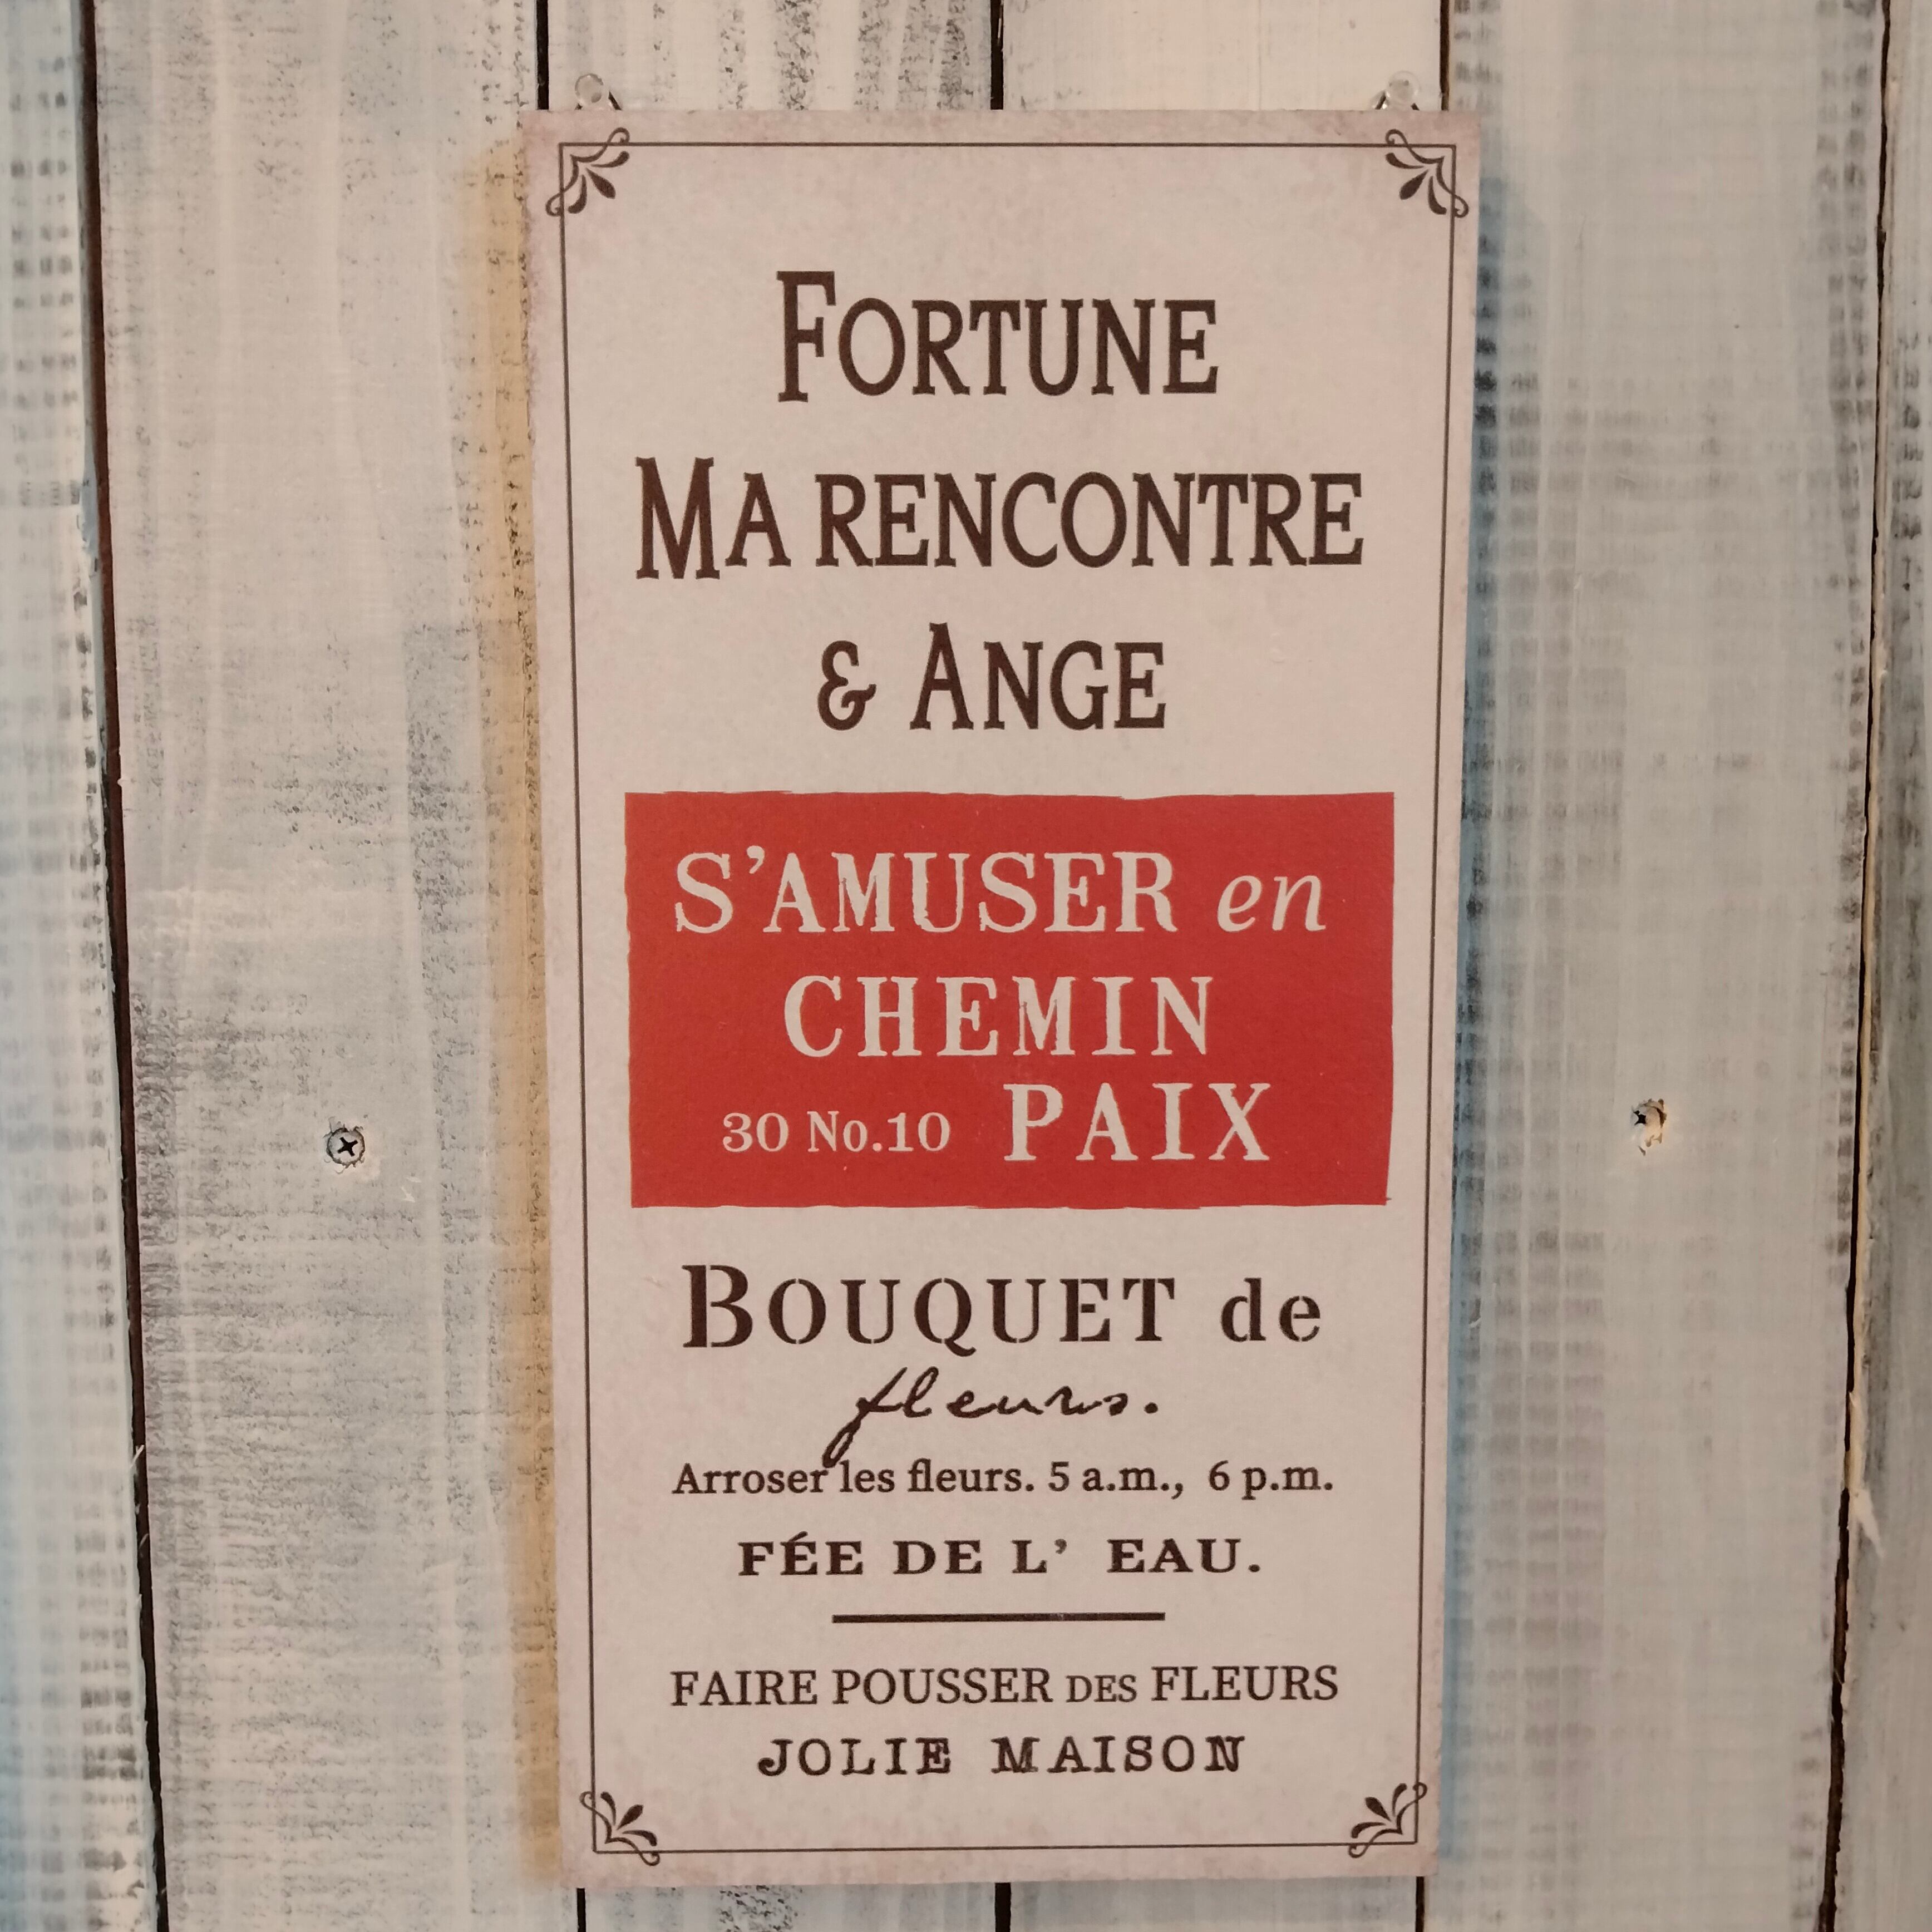 FORTUNE
MA RENCONTRE
& ANGE
S'AMUSER en
CHEMIN
30 No.10 PAIX
BOUQUET de
fleurs.
Arroser les fleurs. 5 a.m., 6 p.m.
FÉE DE L' EAU.
FAIRE POUSSER DES FLEURS
JOLIE MAISON